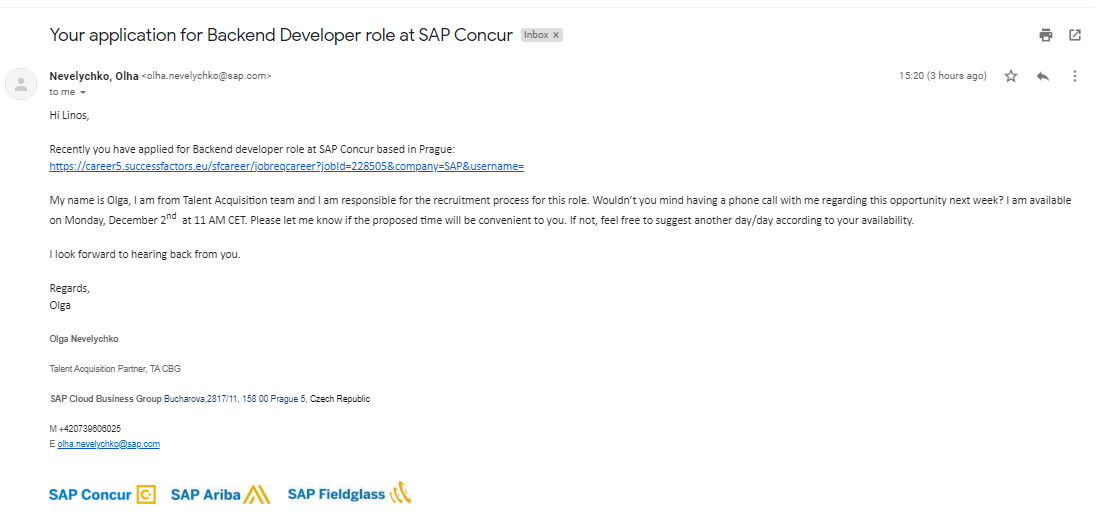 Your application for Backend Developer role at SAP Concur Inbox x
Nevelychko, Olha <olha.nevelychko@sap.com> 15:20 (3 hours ago)
to me
Hi Linos,
Recently you have applied for Backend developer role at SAP Concur based in Prague:
https://career5.successfactors.eu/sfcareer/jobreqcareer?jobId=228505&company=SAP&username=
My name is Olga, I am from Talent Acquisition team and I am responsible for the recruitment process for this role. Wouldn't you mind having a phone call with me regarding this opportunity next week? I am available
on Monday, December 2nd at 11 AM CET. Please let me know if the proposed time will be convenient to you. If not, feel free to suggest another day/day according to your availability.
I look forward to hearing back from you.
Regards,
Olga
Olga Nevelychko
Talent Acquisition Partner, TA CBG
SAP Cloud Business Group Bucharova,2817/11, 158 00 Prague 5, Czech Republic
M +420739606025
E olha.nevelychko@sap.com
SAP Concur C SAP Ariba SAP Fieldglass